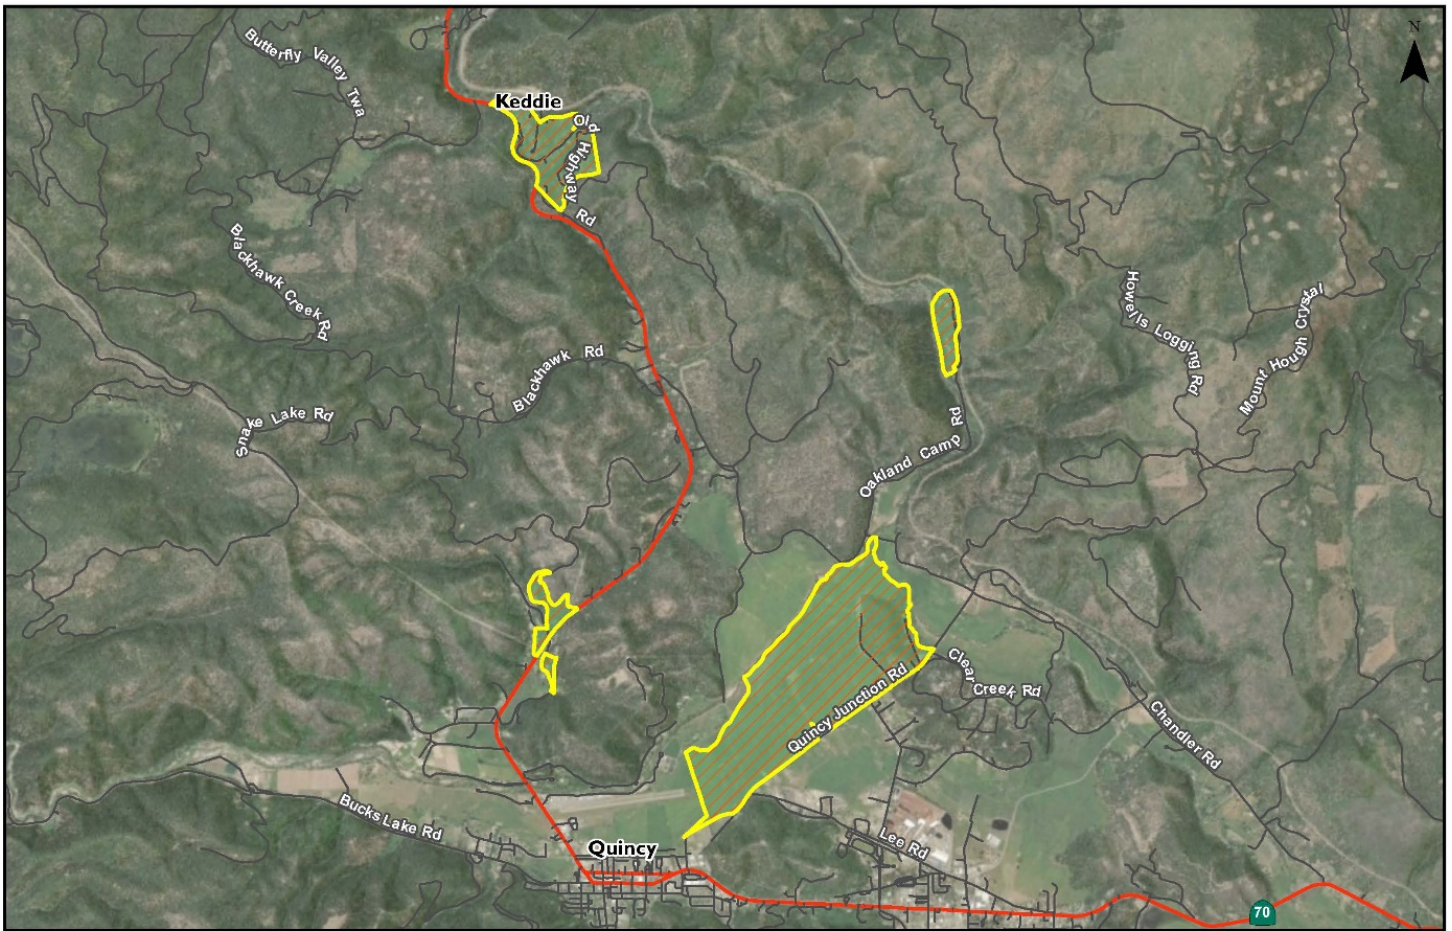 N
Butterfly Valley Twa
Keddie
Old Highway Rd
Blackhawk Creek Rd
Howells Logging Rd
Mount Hough Crystal
Blackhawk Rd
Snake Lake Rd
Oakland Camp Rd
Clear Creek Rd
Quincy Junction Rd
Chandler Rd
Bucks Lake Rd
Lee Rd
Quincy
70